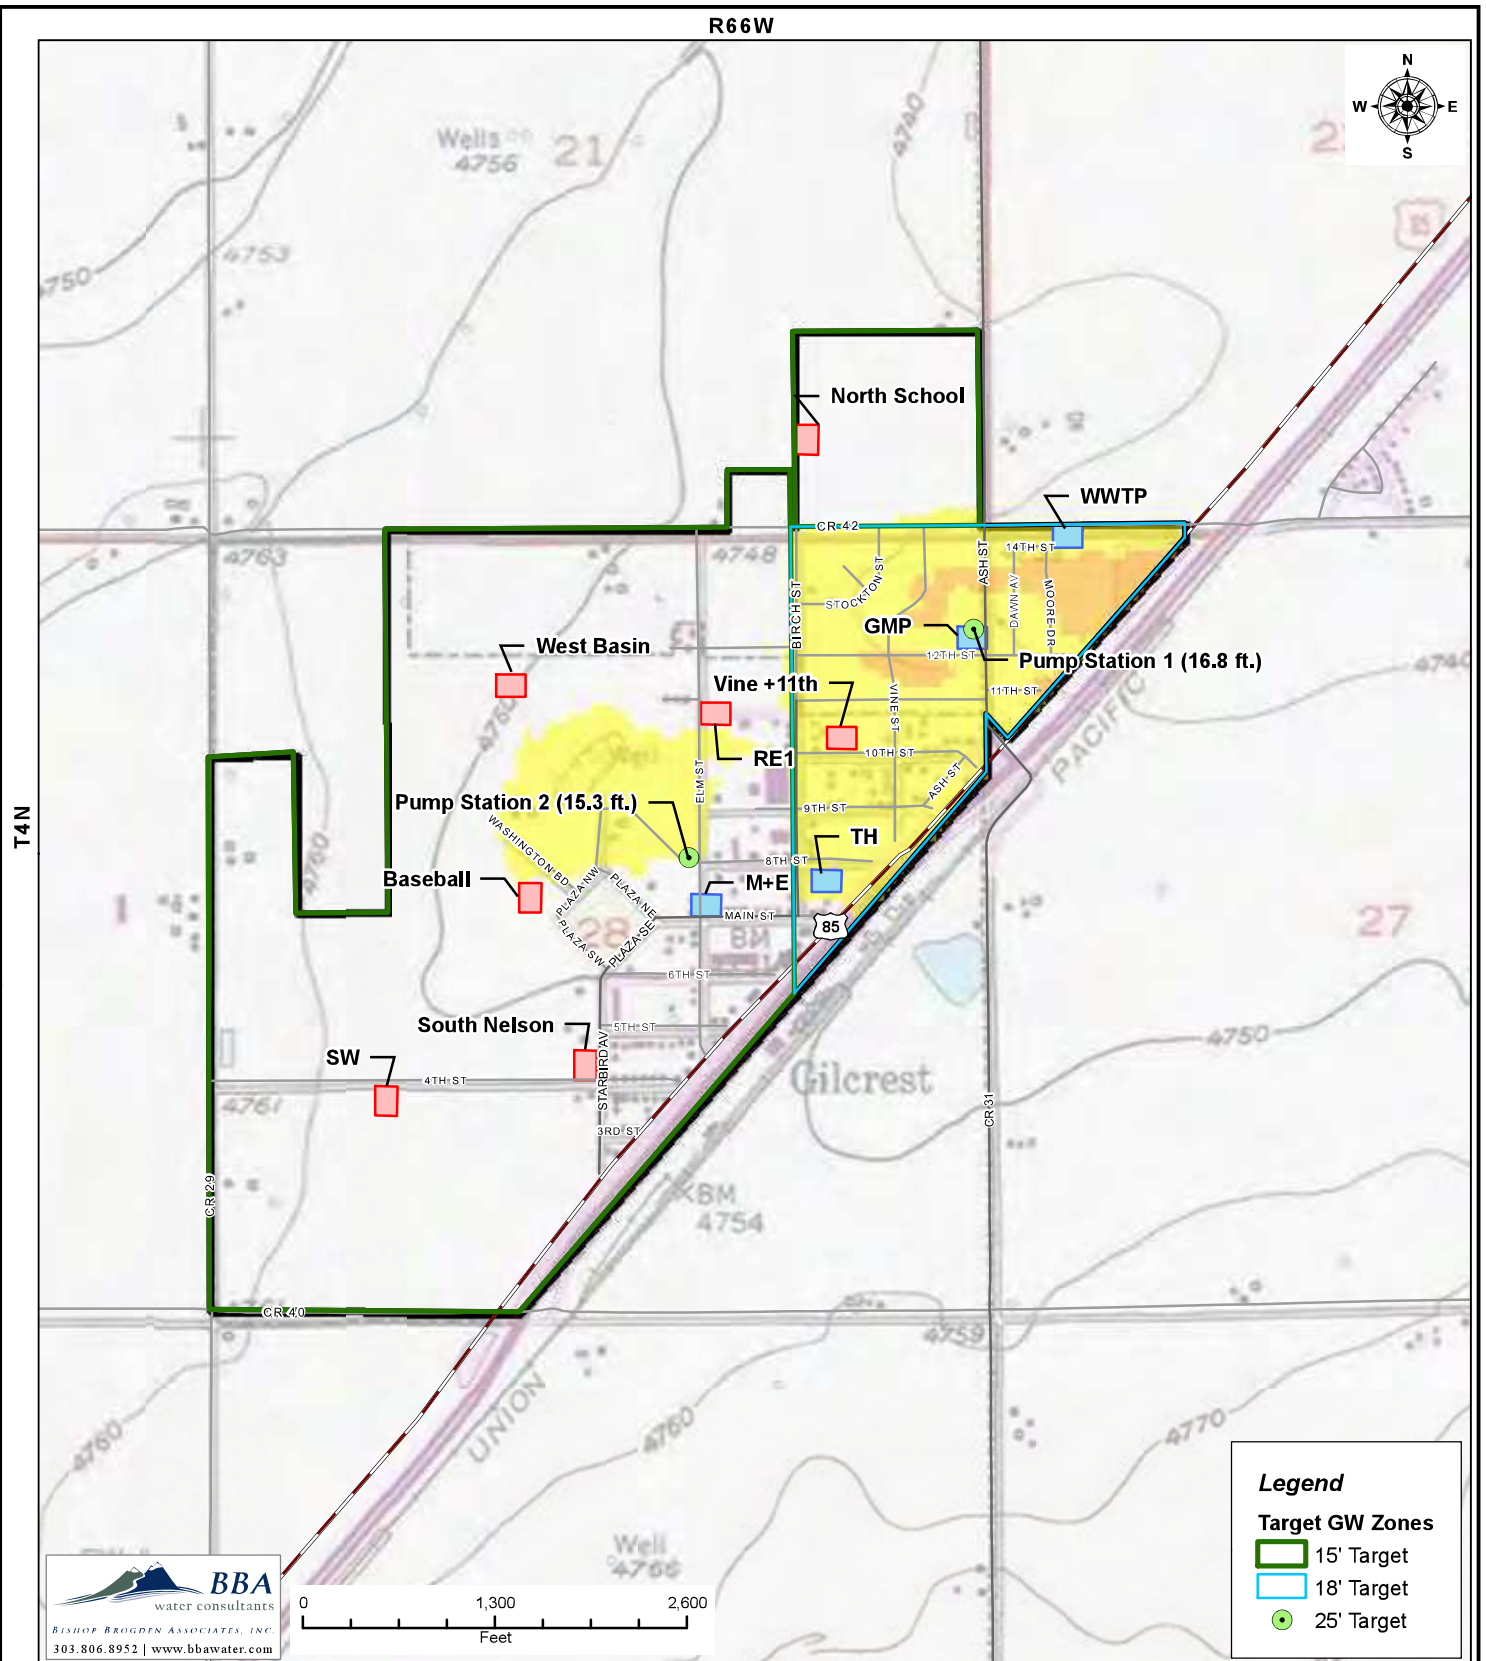 R66W
T4N
N
W E
S
Wells
4756
21
4740
4753
4750
North School
WWTP
CR 42
4763
4748
14TH ST
ASH ST
STOCKTON ST
DAWN AV
MOORE DR
BIRCH ST
GMP
West Basin
12TH ST
Pump Station 1 (16.8 ft.)
4740
Vine +11th
11TH ST
4760
VINE ST
PACIFIC
RE1
10TH ST
ELM ST
ASH ST
Pump Station 2 (15.3 ft.)
9TH ST
WASHINGTON BD
TH
4760
8TH ST
Baseball
PLAZA NW
PLAZA NE
M+E
MAIN ST
28
27
85
PLAZA SW
PLAZA SE
6TH ST
South Nelson
5TH ST
4750
SW
STARBIRD AV
4TH ST
Gilcrest
4761
CR 31
3RD ST
CR 29
BM
4754
CR 40
4759
UNION
4760
4760
4770
Well
4766
BBA
water consultants
BISHOP BROGDEN ASSOCIATES, INC.
303.806.8952 | www.bbawater.com
0 1,300 2,600
Feet
Legend
Target GW Zones
15' Target
18' Target
25' Target